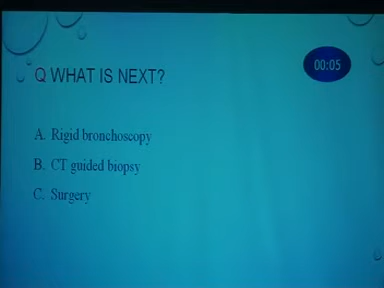 Q WHAT IS NEXT?
00:05
A. Rigid bronchoscopy
B. CT guided biopsy
C. Surgery